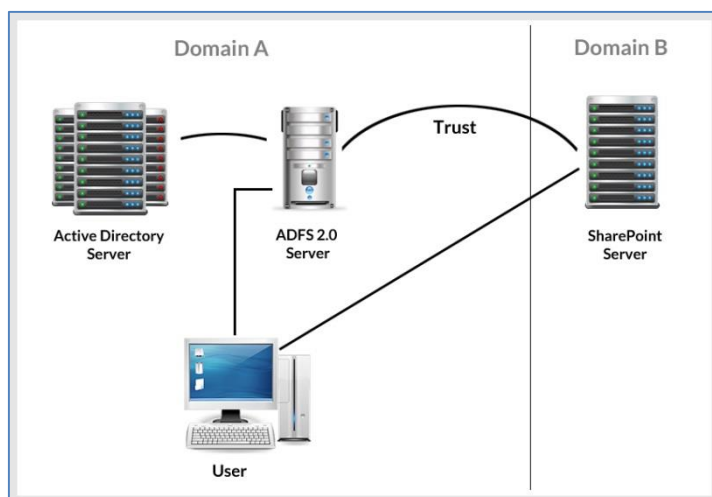 Domain A
Domain B
Trust
Active Directory
Server
ADFS 2.0
Server
SharePoint
Server
User